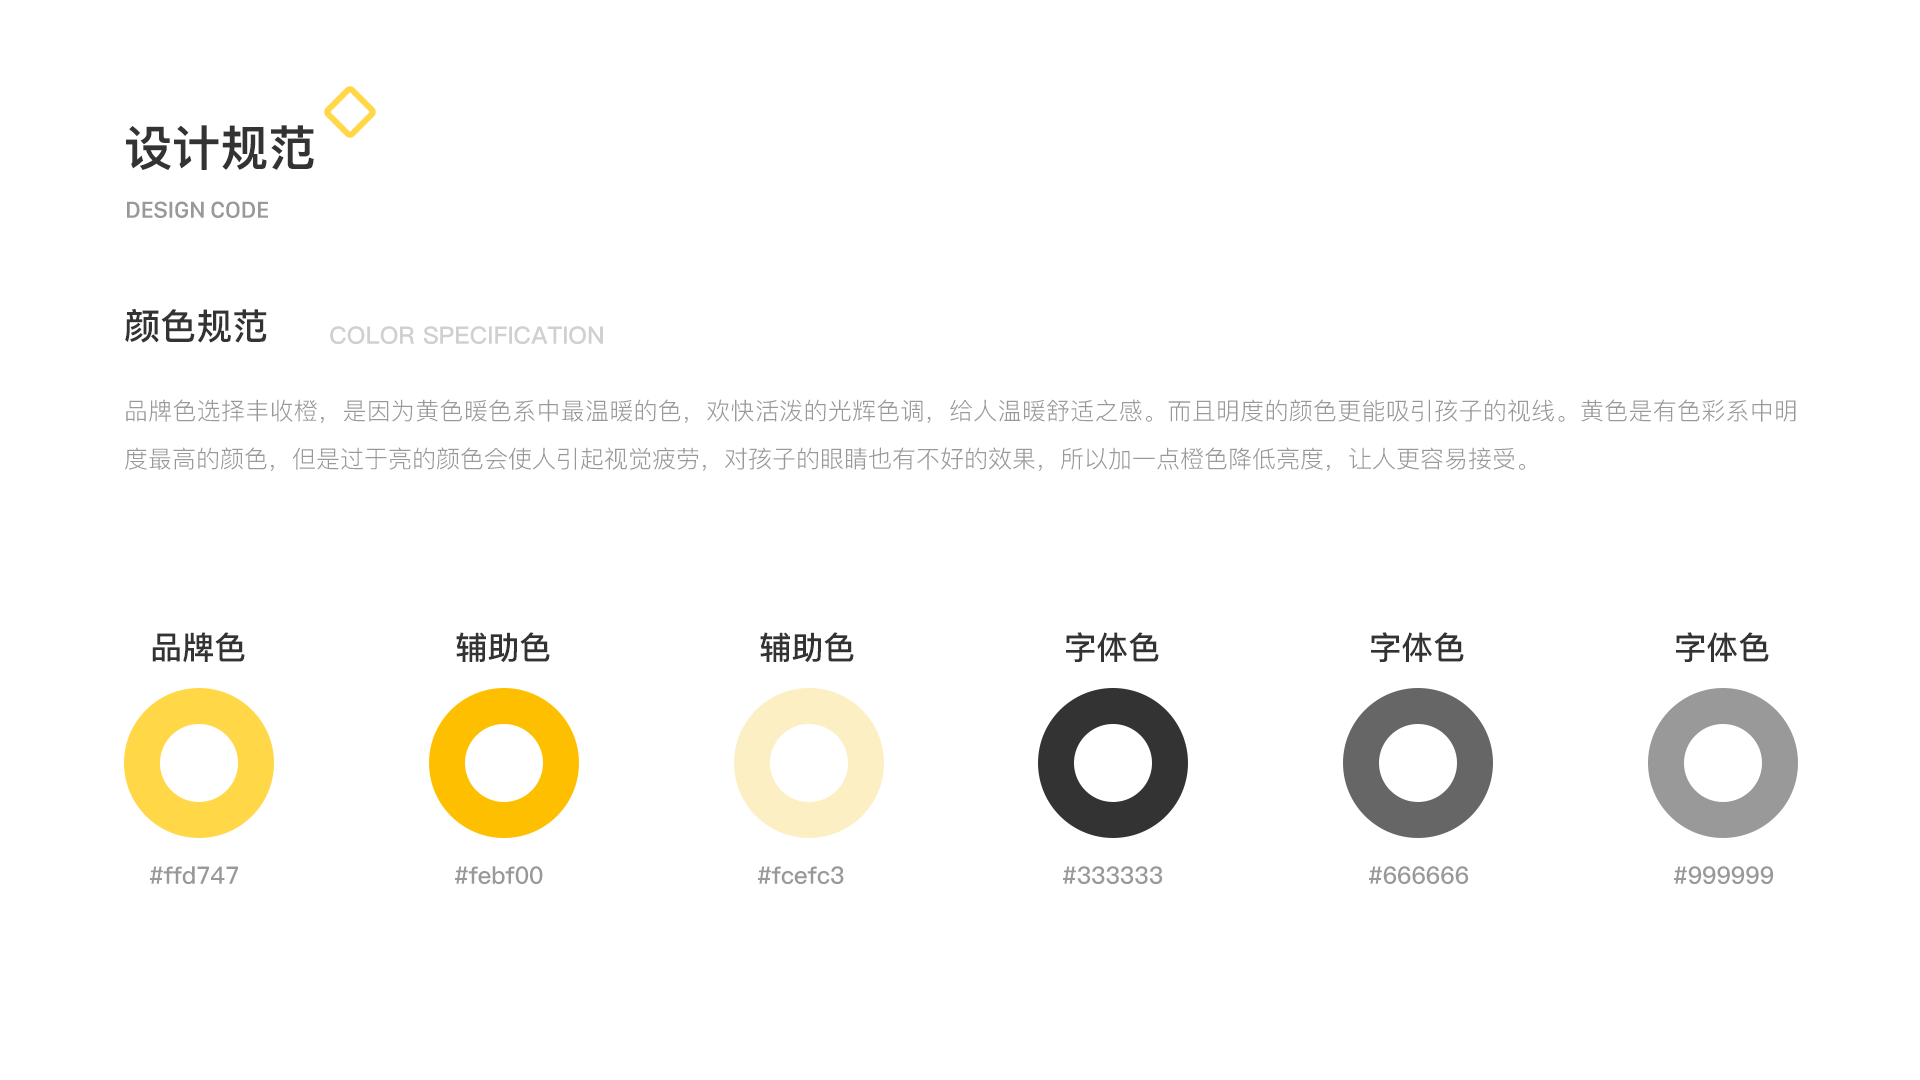 设计规范
DESIGN CODE
颜色规范
COLOR SPECIFICATION
品牌色选择丰收橙，是因为黄色暖色系中最温暖的色，欢快活泼的光辉色调，给人温暖舒适之感。而且明度的颜色更能吸引孩子的视线。黄色是有色彩系中明
度最高的颜色，但是过于亮的颜色会使人引起视觉疲劳，对孩子的眼睛也有不好的效果，所以加一点橙色降低亮度，让人更容易接受。
品牌色
辅助色
辅助色
字体色
字体色
字体色
#ffd747
#febf00
#fcefc3
#333333
#666666
#999999